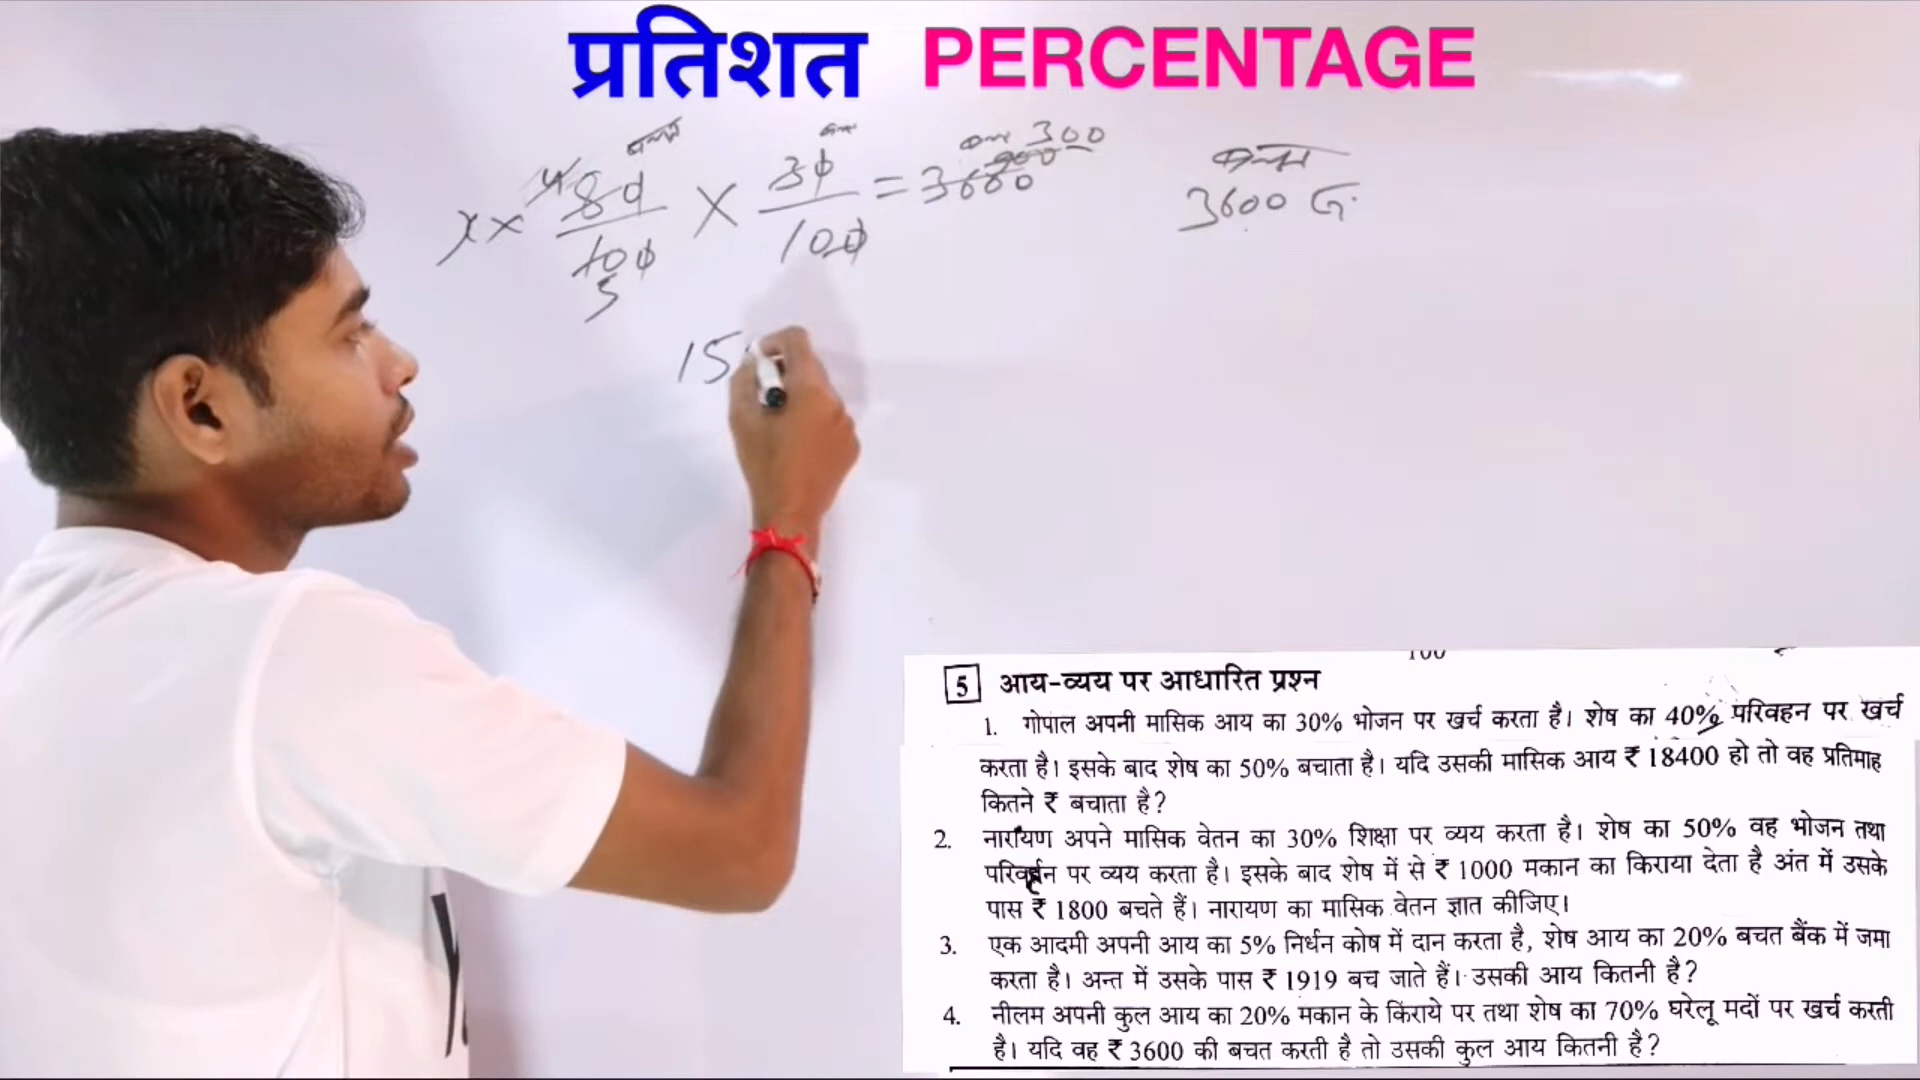 प्रतिशत PERCENTAGE
x × 80/100 × 30/100 = 3600
4
5
900
300
3600
15
100
5 आय-व्यय पर आधारित प्रश्न
1. गोपाल अपनी मासिक आय का 30% भोजन पर खर्च करता है। शेष का 40% परिवहन पर खर्च
करता है। इसके बाद शेष का 50% बचाता है। यदि उसकी मासिक आय ₹ 18400 हो तो वह प्रतिमाह
कितने ₹ बचाता है?
2. नारायण अपने मासिक वेतन का 30% शिक्षा पर व्यय करता है। शेष का 50% वह भोजन तथा
पर व्यय करता है। इसके बाद शेष में से ₹ 1000 मकान का किराया देता है अंत में उसके
पास ₹ 1800 बचते हैं। नारायण का मासिक वेतन ज्ञात कीजिए।
3. एक आदमी अपनी आय का 5% निर्धन कोष में दान करता है, शेष आय का 20% बचत बैंक में जमा
करता है। अन्त में उसके पास ₹ 1919 बच जाते हैं। उसकी आय कितनी है?
4. नीलम अपनी कुल आय का 20% मकान के किराये पर तथा शेष का 70% घरेलू मदों पर खर्च करती
है। यदि वह ₹ 3600 की बचत करती है तो उसकी कुल आय कितनी है?